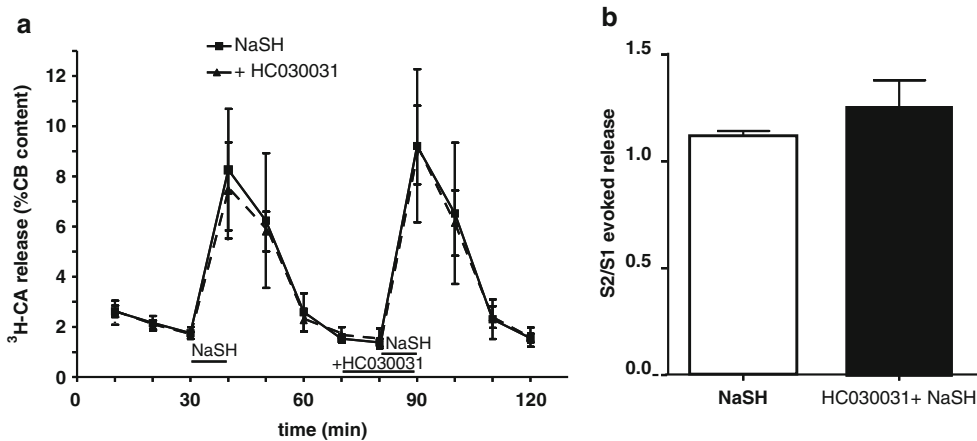 a
NaSH
+ HC030031
³H-CA release (%CB content)
12
10
8
6
4
2
0
NaSH
NaSH
+HC030031
0
30
60
90
120
time (min)
b
S2/S1 evoked release
1.5
1.0
0.5
0.0
NaSH
HC030031+ NaSH